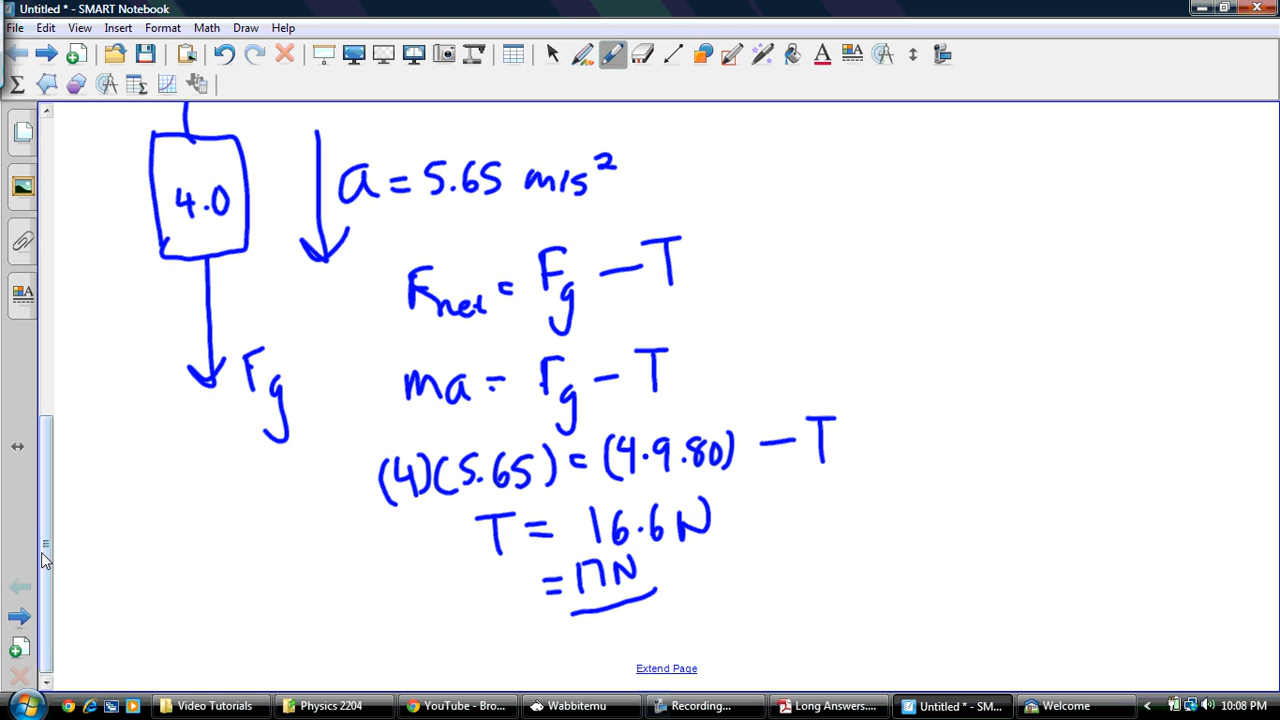 Untitled * - SMART Notebook
File Edit View Insert Format Math Draw Help
4.0
a = 5.65 m/s²
Fnet = Fg - T
Fg
ma = Fg - T
(4)(5.65) = (4·9.80) - T
T = 16.6 N
= 17N
Extend Page
Video Tutorials Physics 2204 YouTube - Bro... Wabbitemu Recording... Long Answers.... Untitled * - SM... Welcome 10:08 PM